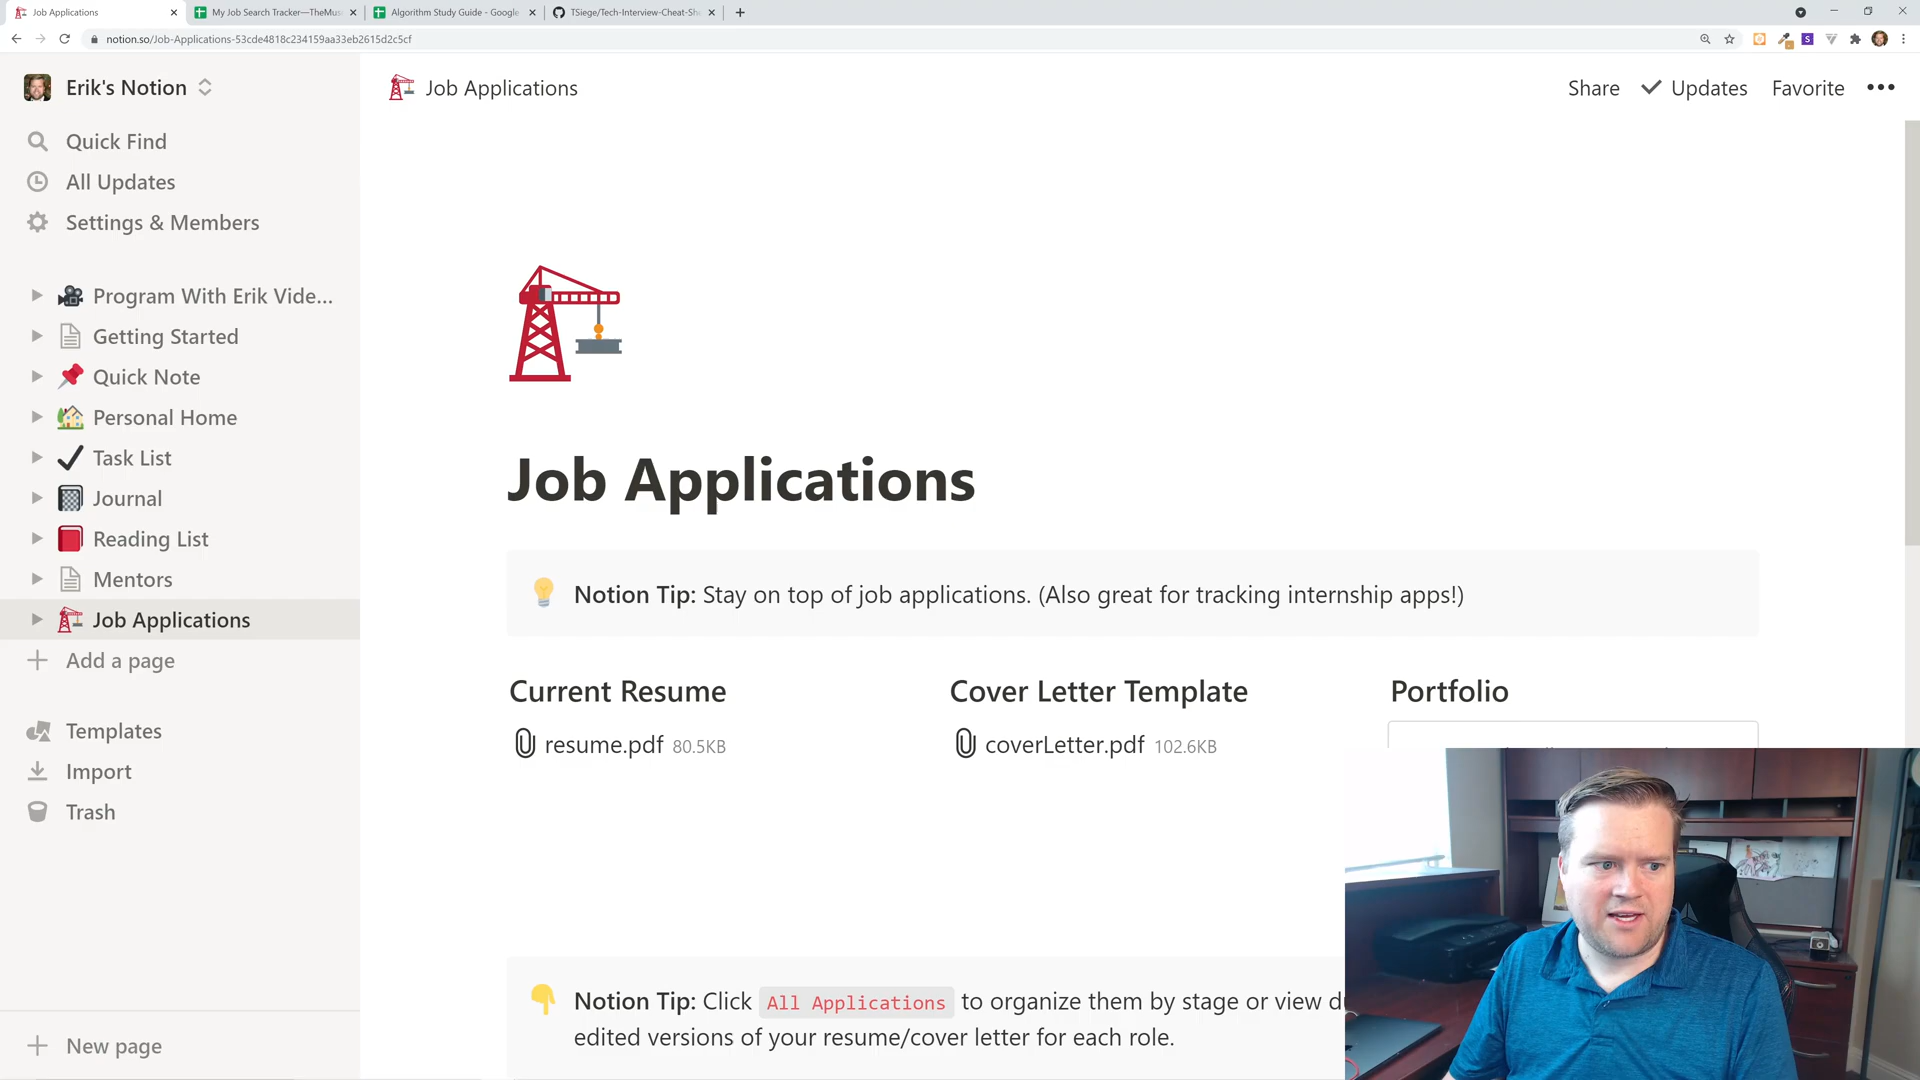 Job Applications
My Job Search Tracker—TheMuse
Algorithm Study Guide - Google
TSiege/Tech-Interview-Cheat-She
notion.so/Job-Applications-53cde4818c234159aa33eb2615d2c5cf
Erik's Notion
Job Applications
Share
Updates
Favorite
Quick Find
All Updates
Settings & Members
Program With Erik Vide...
Getting Started
Quick Note
Personal Home
Task List
Journal
Reading List
Mentors
Job Applications
Add a page
Templates
Import
Trash
New page
Job Applications
Notion Tip: Stay on top of job applications. (Also great for tracking internship apps!)
Current Resume
Cover Letter Template
Portfolio
resume.pdf 80.5KB
coverLetter.pdf 102.6KB
Notion Tip: Click All Applications to organize them by stage or view
edited versions of your resume/cover letter for each role.